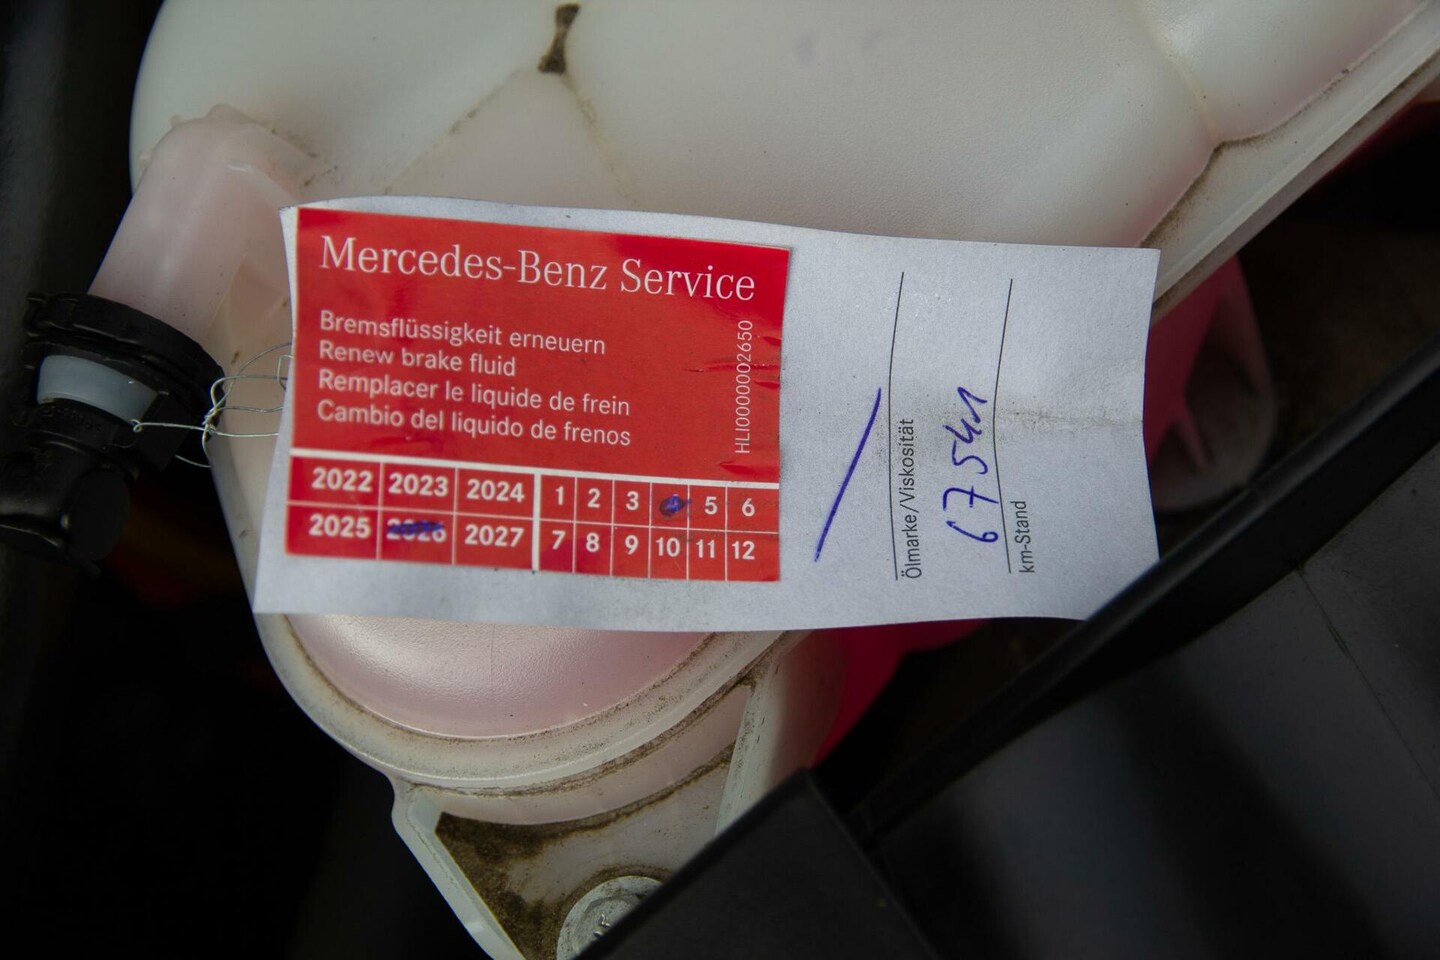 Mercedes-Benz Service
Bremsflüssigkeit erneuern
Renew brake fluid
Remplacer le liquide de frein
Cambio del liquido de frenos
HLI0000002650
2022 2023 2024 1 2 3 4 5 6
2025 2026 2027 7 8 9 10 11 12
Ölmarke/Viskosität
67541
km-Stand